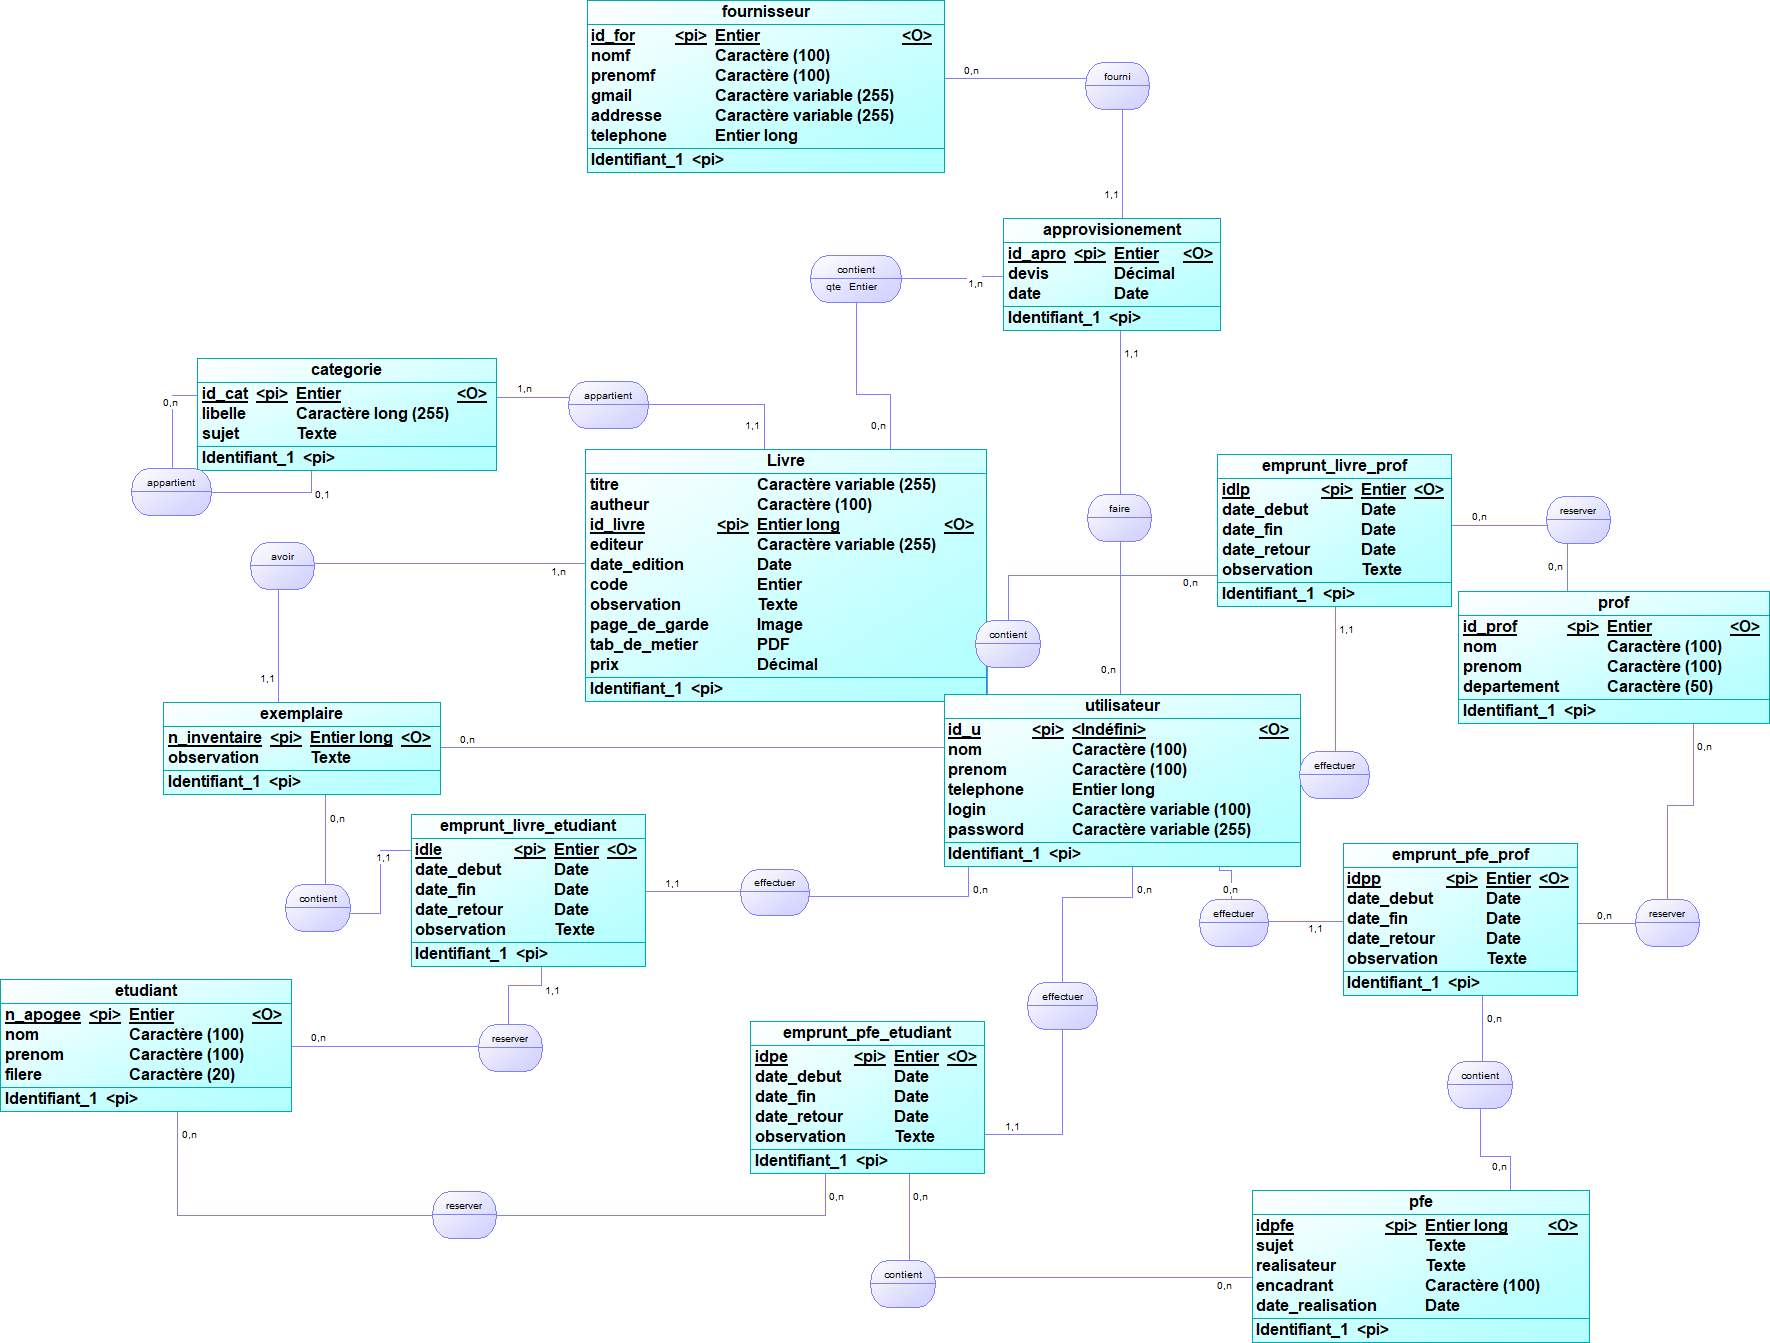 fournisseur
id_for <pi> Entier <O>
nomf Caractère (100)
prenomf Caractère (100)
gmail Caractère variable (255)
addresse Caractère variable (255)
telephone Entier long
Identifiant_1 <pi>
0,n
fourni
1,1
approvisionement
id_apro <pi> Entier <O>
devis Décimal
date Date
Identifiant_1 <pi>
contient
qte Entier
1,n
0,n
1,1
categorie
id_cat <pi> Entier <O>
libelle Caractère long (255)
sujet Texte
Identifiant_1 <pi>
0,n
appartient
0,1
1,n
appartient
1,1
Livre
titre Caractère variable (255)
autheur Caractère (100)
id_livre <pi> Entier long <O>
editeur Caractère variable (255)
date_edition Date
code Entier
observation Texte
page_de_garde Image
tab_de_metier PDF
prix Décimal
Identifiant_1 <pi>
faire
0,n
emprunt_livre_prof
idlp <pi> Entier <O>
date_debut Date
date_fin Date
date_retour Date
observation Texte
Identifiant_1 <pi>
0,n
reserver
0,n
prof
id_prof <pi> Entier <O>
nom Caractère (100)
prenom Caractère (100)
departement Caractère (50)
Identifiant_1 <pi>
avoir
1,n
1,1
0,n
contient
1,1
exemplaire
n_inventaire <pi> Entier long <O>
observation Texte
Identifiant_1 <pi>
0,n
utilisateur
id_u <pi> <Indéfini> <O>
nom Caractère (100)
prenom Caractère (100)
telephone Entier long
login Caractère variable (100)
password Caractère variable (255)
Identifiant_1 <pi>
effectuer
0,n
0,n
contient
1,1
emprunt_livre_etudiant
idle <pi> Entier <O>
date_debut Date
date_fin Date
date_retour Date
observation Texte
Identifiant_1 <pi>
1,1
effectuer
0,n
0,n
0,n
effectuer
1,1
emprunt_pfe_prof
idpp <pi> Entier <O>
date_debut Date
date_fin Date
date_retour Date
observation Texte
Identifiant_1 <pi>
0,n
reserver
etudiant
n_apogee <pi> Entier <O>
nom Caractère (100)
prenom Caractère (100)
filere Caractère (20)
Identifiant_1 <pi>
0,n
reserver
1,1
effectuer
1,1
emprunt_pfe_etudiant
idpe <pi> Entier <O>
date_debut Date
date_fin Date
date_retour Date
observation Texte
Identifiant_1 <pi>
0,n
contient
0,n
0,n
reserver
0,n
0,n
contient
0,n
pfe
idpfe <pi> Entier long <O>
sujet Texte
realisateur Texte
encadrant Caractère (100)
date_realisation Date
Identifiant_1 <pi>